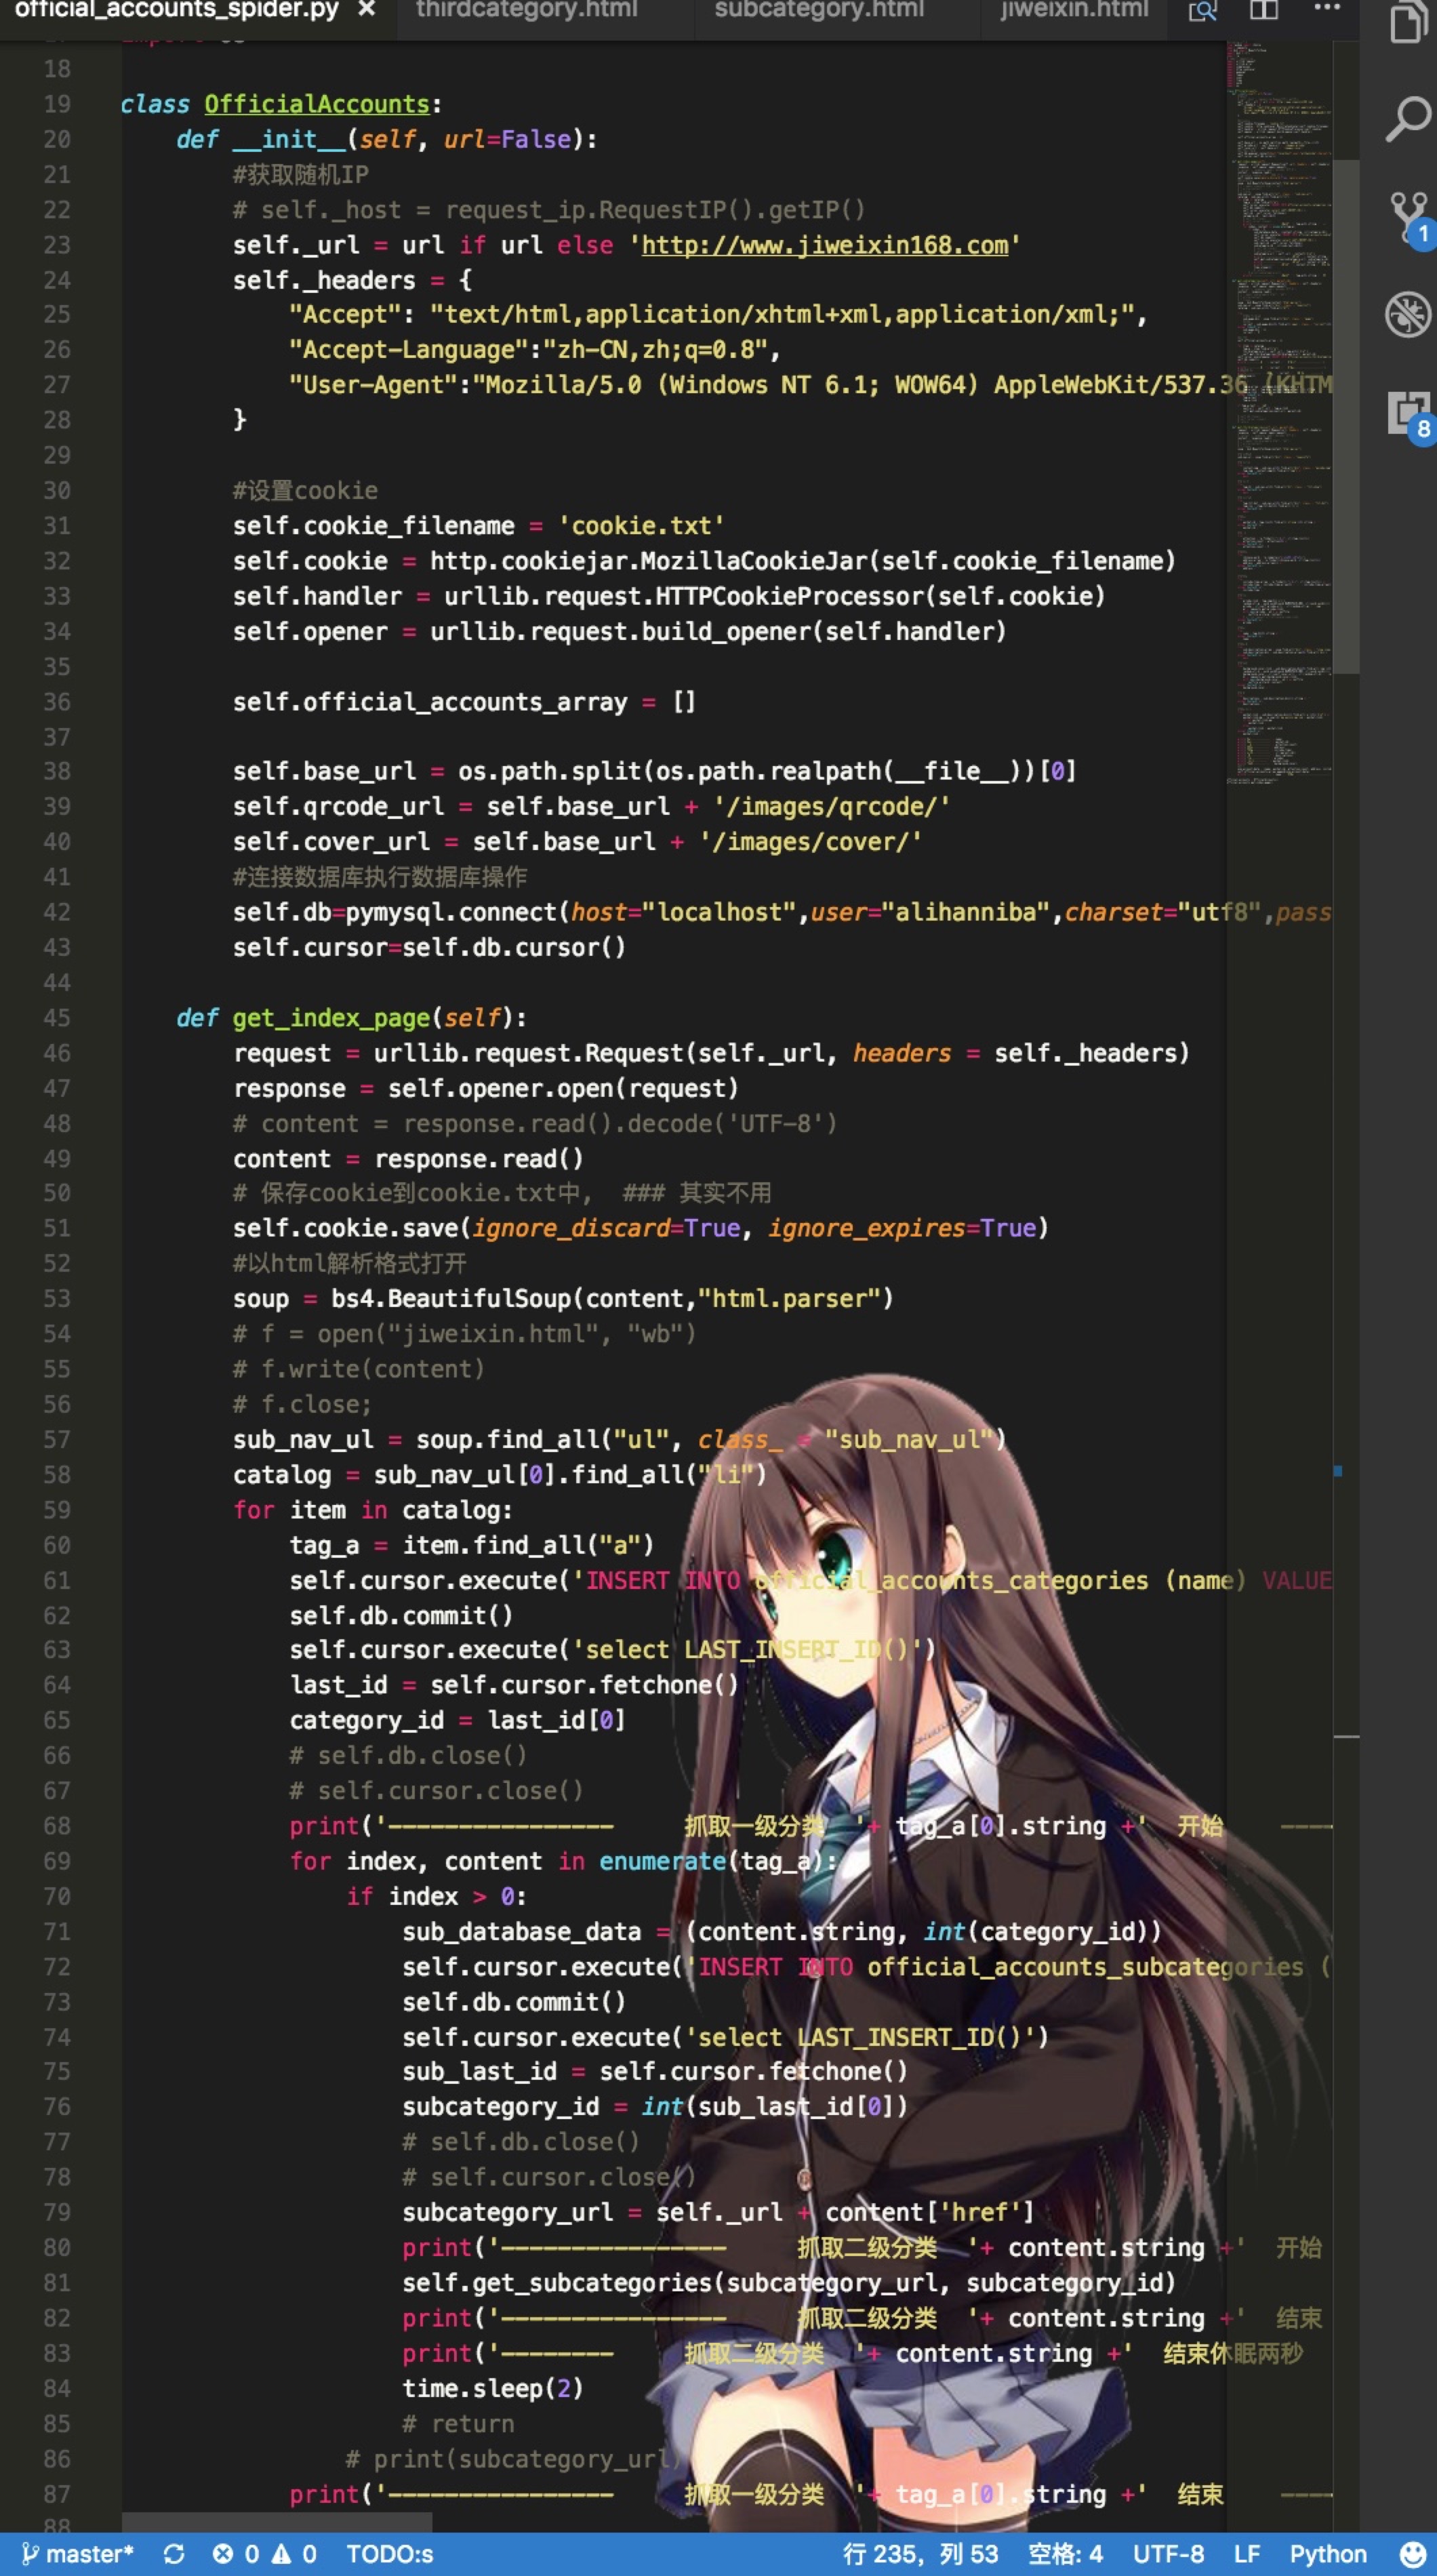 official_accounts_spider.py × thirdcategory.html subcategory.html jiweixin.html
18
19 class OfficialAccounts:
20 def __init__(self, url=False):
21 #获取随机IP
22 # self._host = request_ip.RequestIP().getIP()
23 self._url = url if url else 'http://www.jiweixin168.com'
24 self._headers = {
25 "Accept": "text/html,application/xhtml+xml,application/xml;",
26 "Accept-Language":"zh-CN,zh;q=0.8",
27 "User-Agent":"Mozilla/5.0 (Windows NT 6.1; WOW64) AppleWebKit/537.36 (KHTM
28 }
29
30 #设置cookie
31 self.cookie_filename = 'cookie.txt'
32 self.cookie = http.cookiejar.MozillaCookieJar(self.cookie_filename)
33 self.handler = urllib.request.HTTPCookieProcessor(self.cookie)
34 self.opener = urllib.request.build_opener(self.handler)
35
36 self.official_accounts_array = []
37
38 self.base_url = os.path.split(os.path.realpath(__file__))[0]
39 self.qrcode_url = self.base_url + '/images/qrcode/'
40 self.cover_url = self.base_url + '/images/cover/'
41 #连接数据库执行数据库操作
42 self.db=pymysql.connect(host="localhost",user="alihanniba",charset="utf8",pass
43 self.cursor=self.db.cursor()
44
45 def get_index_page(self):
46 request = urllib.request.Request(self._url, headers = self._headers)
47 response = self.opener.open(request)
48 # content = response.read().decode('UTF-8')
49 content = response.read()
50 # 保存cookie到cookie.txt中, ### 其实不用
51 self.cookie.save(ignore_discard=True, ignore_expires=True)
52 #以html解析格式打开
53 soup = bs4.BeautifulSoup(content,"html.parser")
54 # f = open("jiweixin.html", "wb")
55 # f.write(content)
56 # f.close;
57 sub_nav_ul = soup.find_all("ul", class_ = "sub_nav_ul")
58 catalog = sub_nav_ul[0].find_all("li")
59 for item in catalog:
60 tag_a = item.find_all("a")
61 self.cursor.execute('INSERT INTO official_accounts_categories (name) VALUE
62 self.db.commit()
63 self.cursor.execute('select LAST_INSERT_ID()')
64 last_id = self.cursor.fetchone()
65 category_id = last_id[0]
66 # self.db.close()
67 # self.cursor.close()
68 print('---------------- 抓取一级分类 '+ tag_a[0].string +' 开始 ----
69 for index, content in enumerate(tag_a):
70 if index > 0:
71 sub_database_data = (content.string, int(category_id))
72 self.cursor.execute('INSERT INTO official_accounts_subcategories (
73 self.db.commit()
74 self.cursor.execute('select LAST_INSERT_ID()')
75 sub_last_id = self.cursor.fetchone()
76 subcategory_id = int(sub_last_id[0])
77 # self.db.close()
78 # self.cursor.close()
79 subcategory_url = self._url + content['href']
80 print('---------------- 抓取二级分类 '+ content.string +' 开始
81 self.get_subcategories(subcategory_url, subcategory_id)
82 print('---------------- 抓取二级分类 '+ content.string +' 结束
83 print('-------- 抓取二级分类 '+ content.string +' 结束休眠两秒
84 time.sleep(2)
85 # return
86 # print(subcategory_url)
87 print('---------------- 抓取一级分类 '+ tag_a[0].string +' 结束 ----
88
1
8
master* 0 0 TODO:s 行 235, 列 53 空格: 4 UTF-8 LF Python